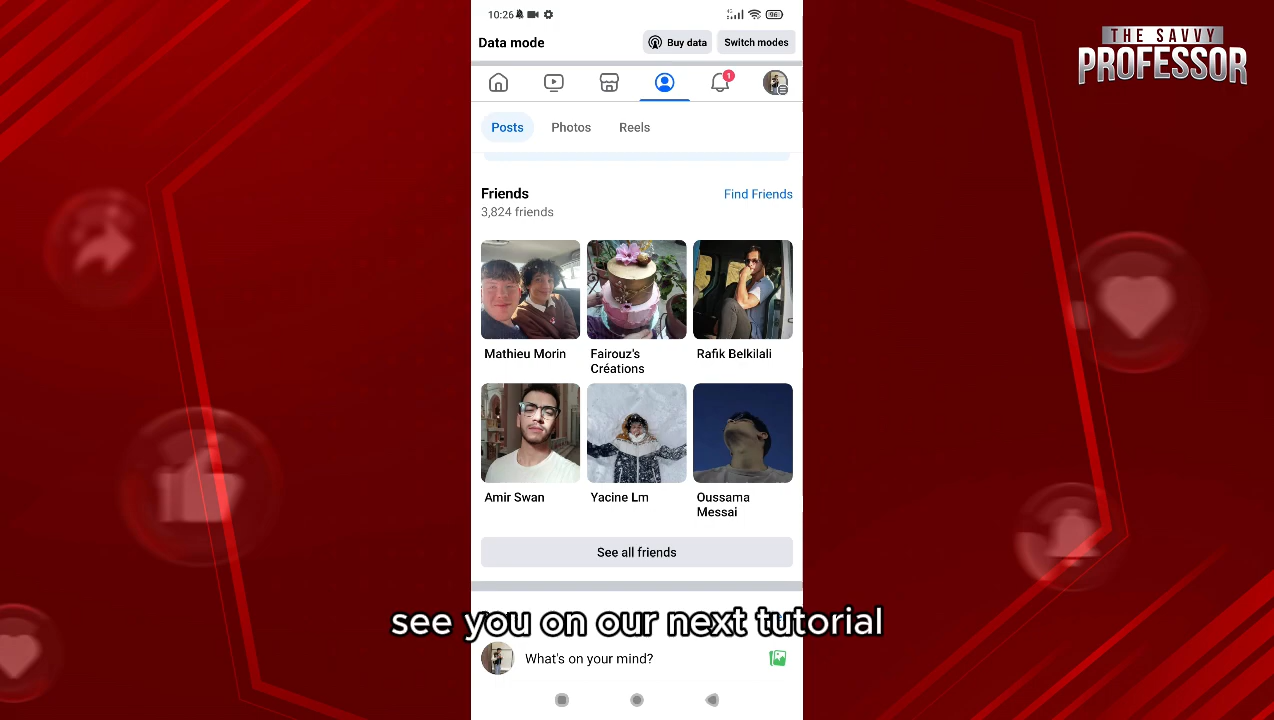 10:26
4G
96
THE SAVVY
PROFESSOR
Data mode
Buy data
Switch modes
1
Posts
Photos
Reels
Friends
Find Friends
3,824 friends
Mathieu Morin
Fairouz's
Créations
Rafik Belkilali
Amir Swan
Yacine Lm
Oussama
Messai
See all friends
see you on our next tutorial
What's on your mind?